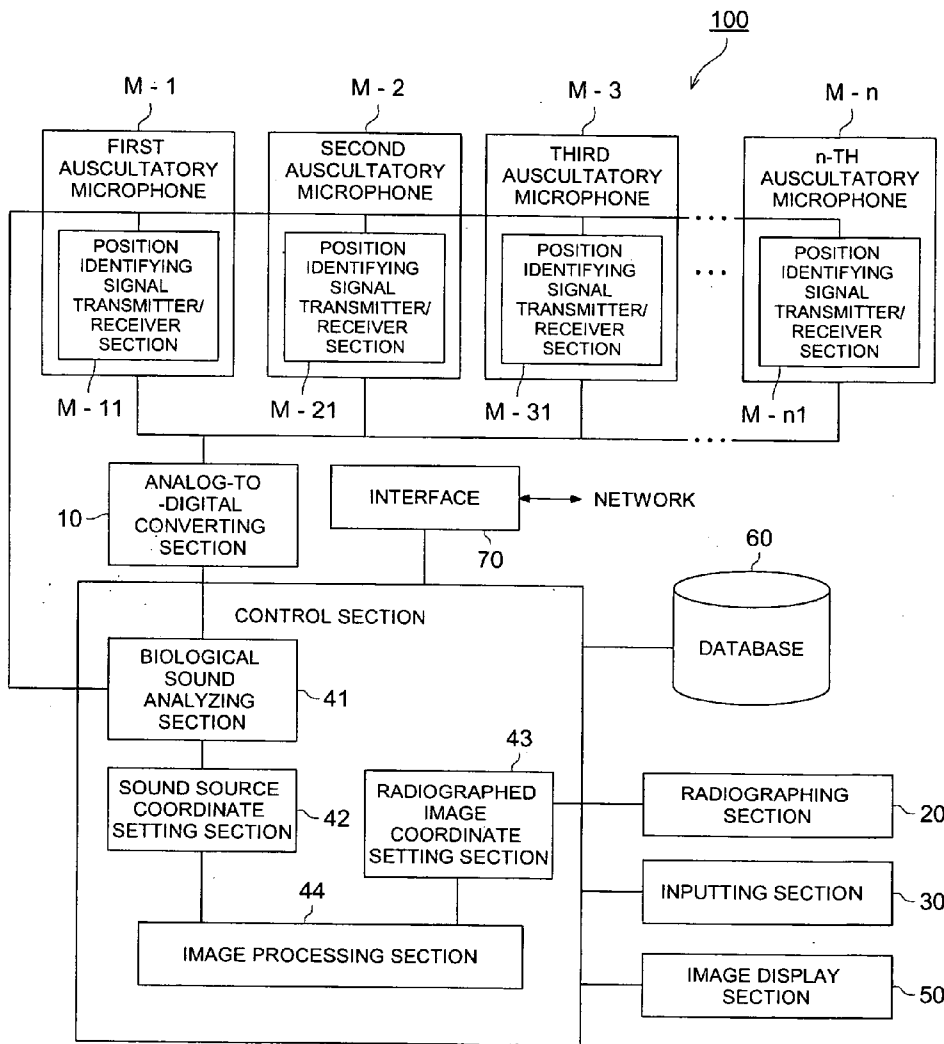 100
M - 1
M - 2
M - 3
M - n
FIRST
AUSCULTATORY
MICROPHONE
SECOND
AUSCULTATORY
MICROPHONE
THIRD
AUSCULTATORY
MICROPHONE
n-TH
AUSCULTATORY
MICROPHONE
POSITION
IDENTIFYING
SIGNAL
TRANSMITTER/
RECEIVER
SECTION
POSITION
IDENTIFYING
SIGNAL
TRANSMITTER/
RECEIVER
SECTION
POSITION
IDENTIFYING
SIGNAL
TRANSMITTER/
RECEIVER
SECTION
POSITION
IDENTIFYING
SIGNAL
TRANSMITTER/
RECEIVER
SECTION
...
...
M - 11
M - 21
M - 31
M - n1
...
ANALOG-TO
-DIGITAL
CONVERTING
SECTION
10
INTERFACE
NETWORK
70
60
DATABASE
CONTROL SECTION
BIOLOGICAL
SOUND
ANALYZING
SECTION
41
SOUND SOURCE
COORDINATE
SETTING SECTION
42
43
RADIOGRAPHED
IMAGE
COORDINATE
SETTING SECTION
44
IMAGE PROCESSING SECTION
RADIOGRAPHING
SECTION
20
INPUTTING SECTION
30
IMAGE DISPLAY
SECTION
50